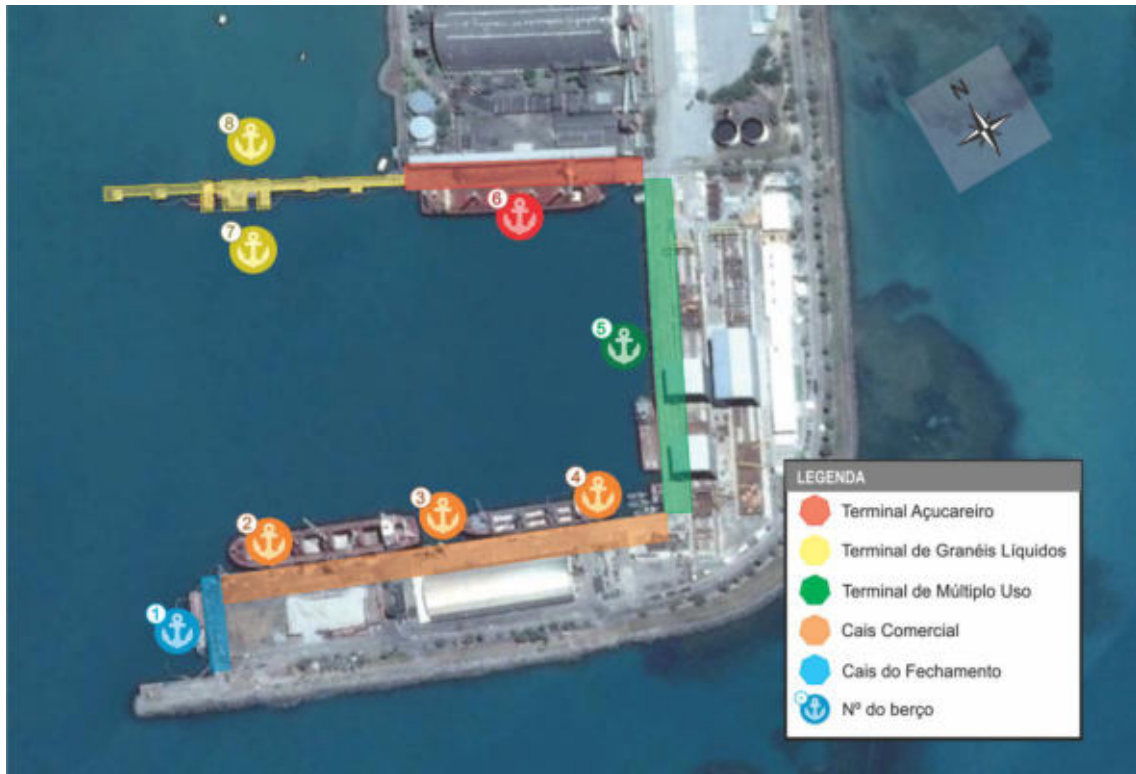 N
8
7
6
5
4
3
2
1
LEGENDA
Terminal Açucareiro
Terminal de Granéis Líquidos
Terminal de Múltiplo Uso
Cais Comercial
Cais do Fechamento
Nº do berço